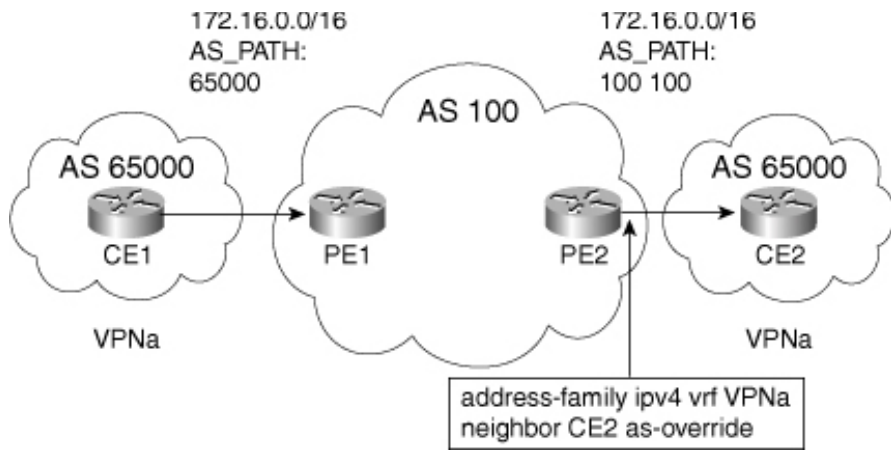 172.16.0.0/16
AS_PATH:
65000
172.16.0.0/16
AS_PATH:
100 100
AS 100
AS 65000
CE1
VPNa
PE1
PE2
AS 65000
CE2
VPNa
address-family ipv4 vrf VPNa
neighbor CE2 as-override